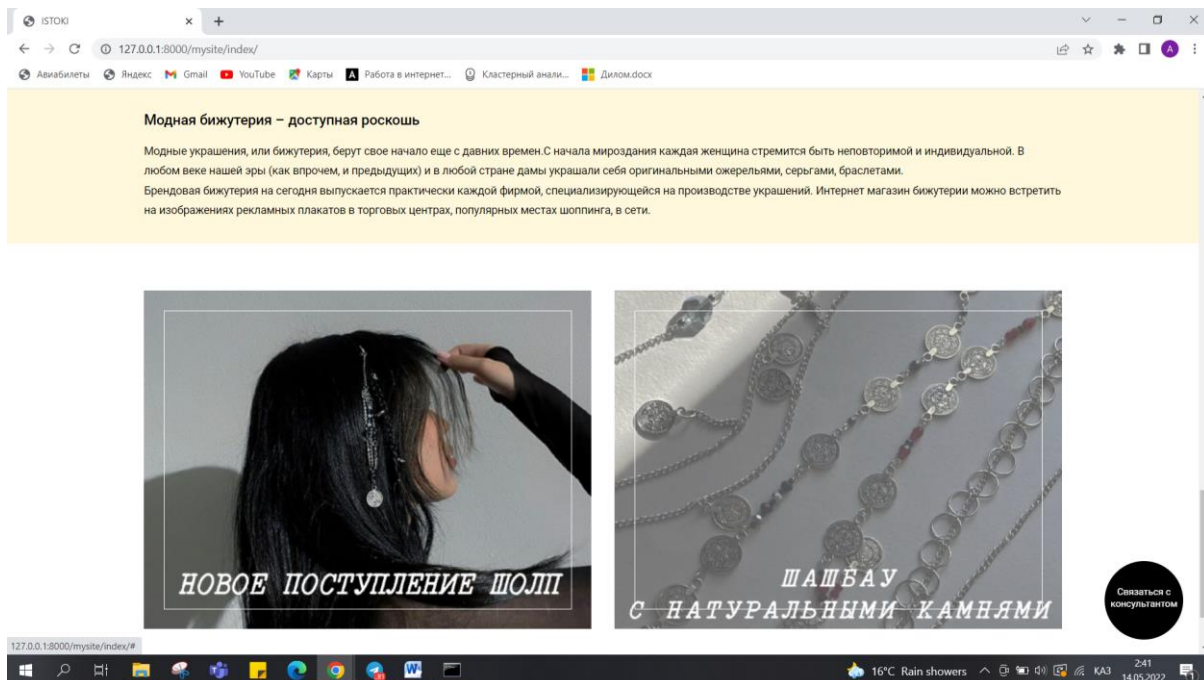 ISTOKI
127.0.0.1:8000/mysite/index/
Авиабилеты Яндекс Gmail YouTube Карты Работа в интернет... Кластерный анали... Дилом.docx
Модная бижутерия – доступная роскошь
Модные украшения, или бижутерия, берут свое начало еще с давних времен.С начала мироздания каждая женщина стремится быть неповторимой и индивидуальной. В
любом веке нашей эры (как впрочем, и предыдущих) и в любой стране дамы украшали себя оригинальными ожерельями, серьгами, браслетами.
Брендовая бижутерия на сегодня выпускается практически каждой фирмой, специализирующейся на производстве украшений. Интернет магазин бижутерии можно встретить
на изображениях рекламных плакатов в торговых центрах, популярных местах шоппинга, в сети.
НОВОЕ ПОСТУПЛЕНИЕ ШОЛП
ШАШБАУ
С НАТУРАЛЬНЫМИ КАМНЯМИ
Связаться с
консультантом
127.0.0.1:8000/mysite/index/#
16°C Rain showers КАЗ 2:41
14.05.2022